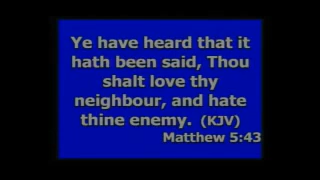 Ye have heard that it
hath been said, Thou
shalt love thy
neighbour, and hate
thine enemy. (KJV)
Matthew 5:43